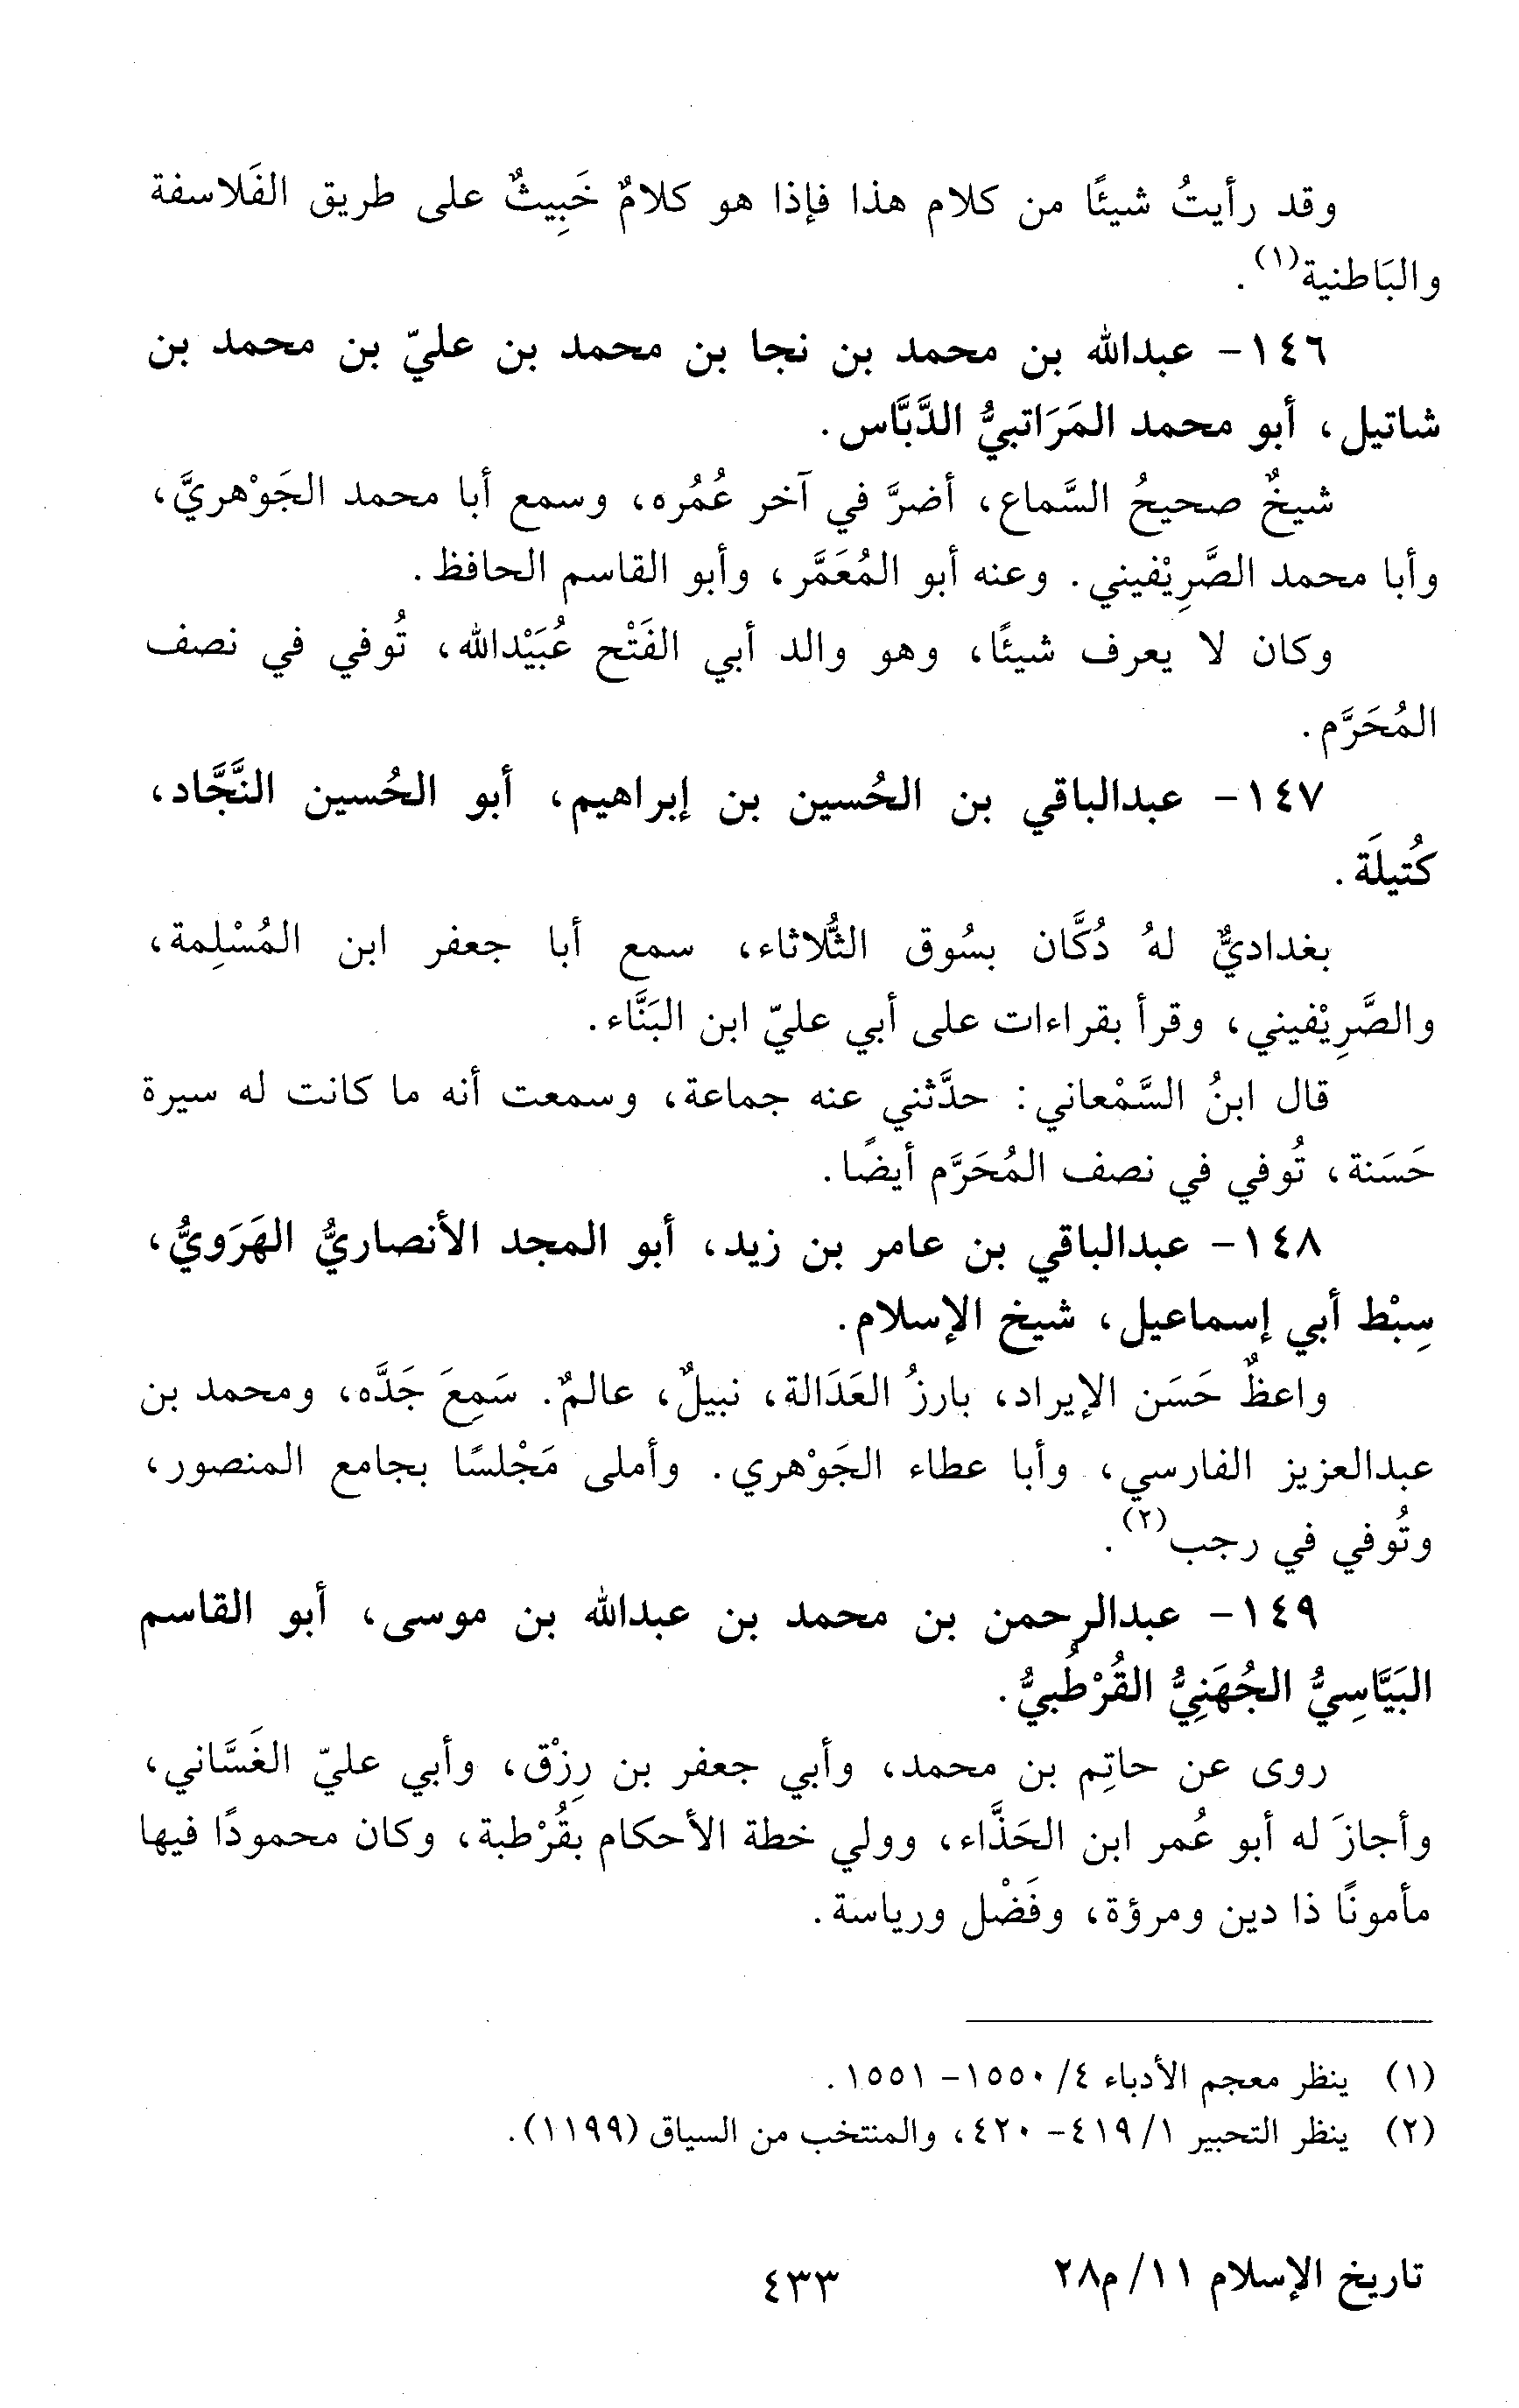 وقد رأيتُ شيئًا من كلام هذا فإذا هو كلامٌ خَبِيثٌ على طريق الفَلاسفة
والبَاطنية(١).
١٤٦- عبدالله بن محمد بن نجا بن محمد بن عليّ بن محمد بن
شاتيل، أبو محمد المَرَاتبيُّ الدَّبَّاس.
شيخٌ صحيحُ السَّماع، أضرَّ في آخر عُمُره، وسمع أبا محمد الجَوْهريَّ،
وأبا محمد الصَّرِيْفيني. وعنه أبو المُعَمَّر، وأبو القاسم الحافظ.
وكان لا يعرف شيئًا، وهو والد أبي الفَتْح عُبَيْدالله، تُوفي في نصف
المُحَرَّم.
١٤٧- عبدالباقي بن الحُسين بن إبراهيم، أبو الحُسين النَّجَّاد،
كُتيلَة.
بغداديٌّ لهُ دُكَّان بسُوق الثُّلاثاء، سمع أبا جعفر ابن المُسْلِمة،
والصَّرِيْفيني، وقرأ بقراءات على أبي عليّ ابن البَنَّاء.
قال ابنُ السَّمْعاني: حدَّثني عنه جماعة، وسمعت أنه ما كانت له سيرة
حَسَنة، تُوفي في نصف المُحَرَّم أيضًا.
١٤٨- عبدالباقي بن عامر بن زيد، أبو المجد الأنصاريُّ الهَرَويُّ،
سِبْط أبي إسماعيل، شيخ الإسلام.
واعظٌ حَسَن الإيراد، بارزُ العَدَالة، نبيلٌ، عالمٌ. سَمِعَ جَدَّه، ومحمد بن
عبدالعزيز الفارسي، وأبا عطاء الجَوْهري. وأملى مَجْلسًا بجامع المنصور،
وتُوفي في رجب(٢).
١٤٩- عبدالرحمن بن محمد بن عبدالله بن موسى، أبو القاسم
البَيَّاسِيُّ الجُهَنِيُّ القُرْطُبيُّ.
روى عن حاتِم بن محمد، وأبي جعفر بن رِزْق، وأبي عليّ الغَسَّاني،
وأجازَ له أبو عُمر ابن الحَذَّاء، وولي خطة الأحكام بقُرْطبة، وكان محمودًا فيها
مأمونًا ذا دين ومرؤة، وفَضْل ورياسة.
(١) ينظر معجم الأدباء ٤/ ١٥٥٠- ١٥٥١.
(٢) ينظر التحبير ١/ ٤١٩- ٤٢٠، والمنتخب من السياق (١١٩٩).
تاريخ الإسلام ١١/ م٢٨
٤٣٣